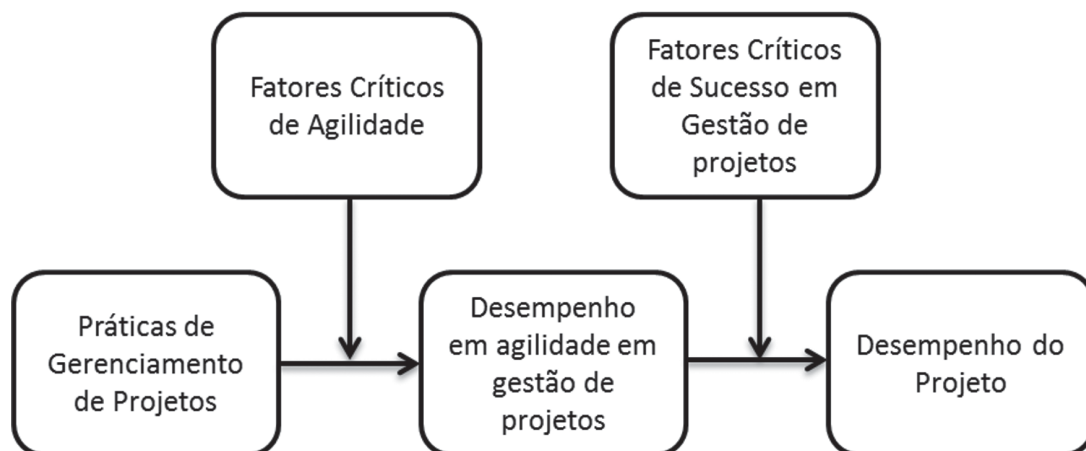 Fatores Críticos
de Agilidade
Fatores Críticos
de Sucesso em
Gestão de
projetos
Práticas de
Gerenciamento
de Projetos
Desempenho
em agilidade em
gestão de
projetos
Desempenho do
Projeto